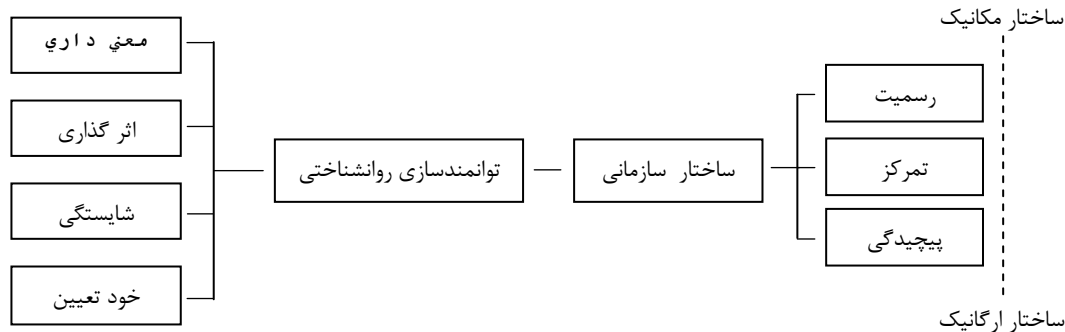 ساختار مکانیک
رسمیت
تمرکز
پیچیدگی
ساختار ارگانیک
ساختار سازمانی
توانمندسازی روانشناختی
معني داري
اثر گذاری
شایستگی
خود تعیین